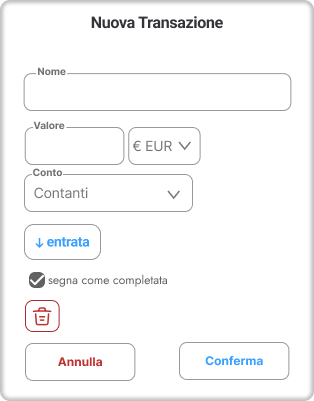 Nuova Transazione
Nome
Valore
€ EUR
Conto
Contanti
↓ entrata
segna come completata
Annulla
Conferma